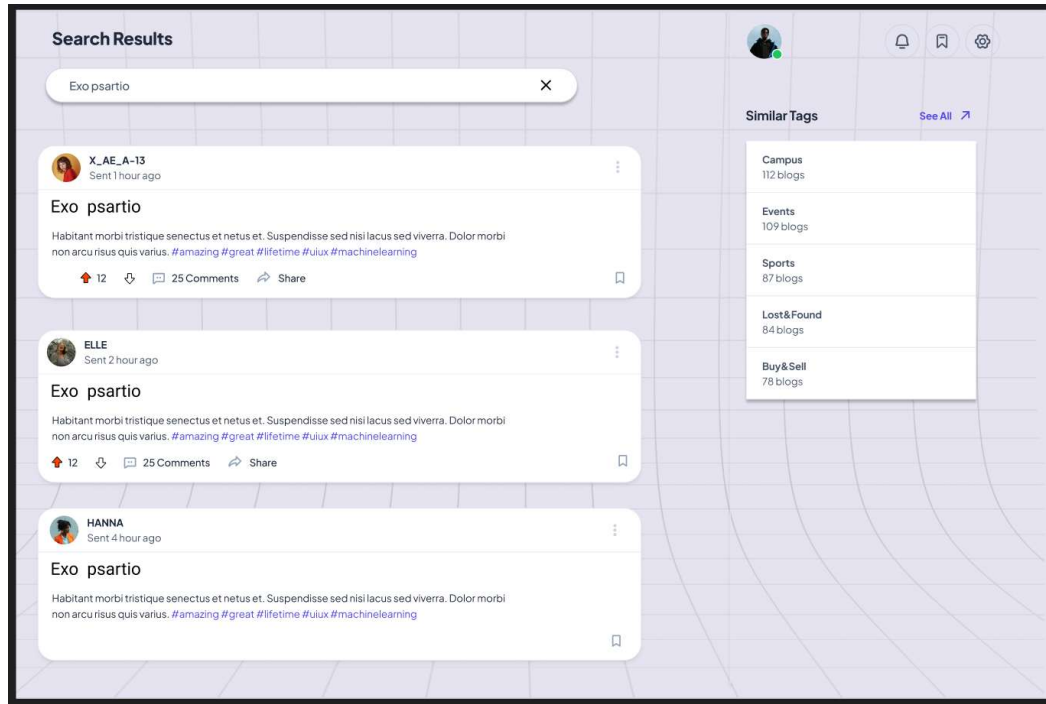 Search Results
Exo psartio
X_AE_A-13
Sent 1 hour ago
Exo psartio
Habitant morbi tristique senectus et netus et. Suspendisse sed nisi lacus sed viverra. Dolor morbi
non arcu risus quis varius. #amazing #great #lifetime #uiux #machinelearning
12 25 Comments Share
ELLE
Sent 2 hour ago
Exo psartio
Habitant morbi tristique senectus et netus et. Suspendisse sed nisi lacus sed viverra. Dolor morbi
non arcu risus quis varius. #amazing #great #lifetime #uiux #machinelearning
12 25 Comments Share
HANNA
Sent 4 hour ago
Exo psartio
Habitant morbi tristique senectus et netus et. Suspendisse sed nisi lacus sed viverra. Dolor morbi
non arcu risus quis varius. #amazing #great #lifetime #uiux #machinelearning
Similar Tags See All
Campus
112 blogs
Events
109 blogs
Sports
87 blogs
Lost&Found
84 blogs
Buy&Sell
78 blogs